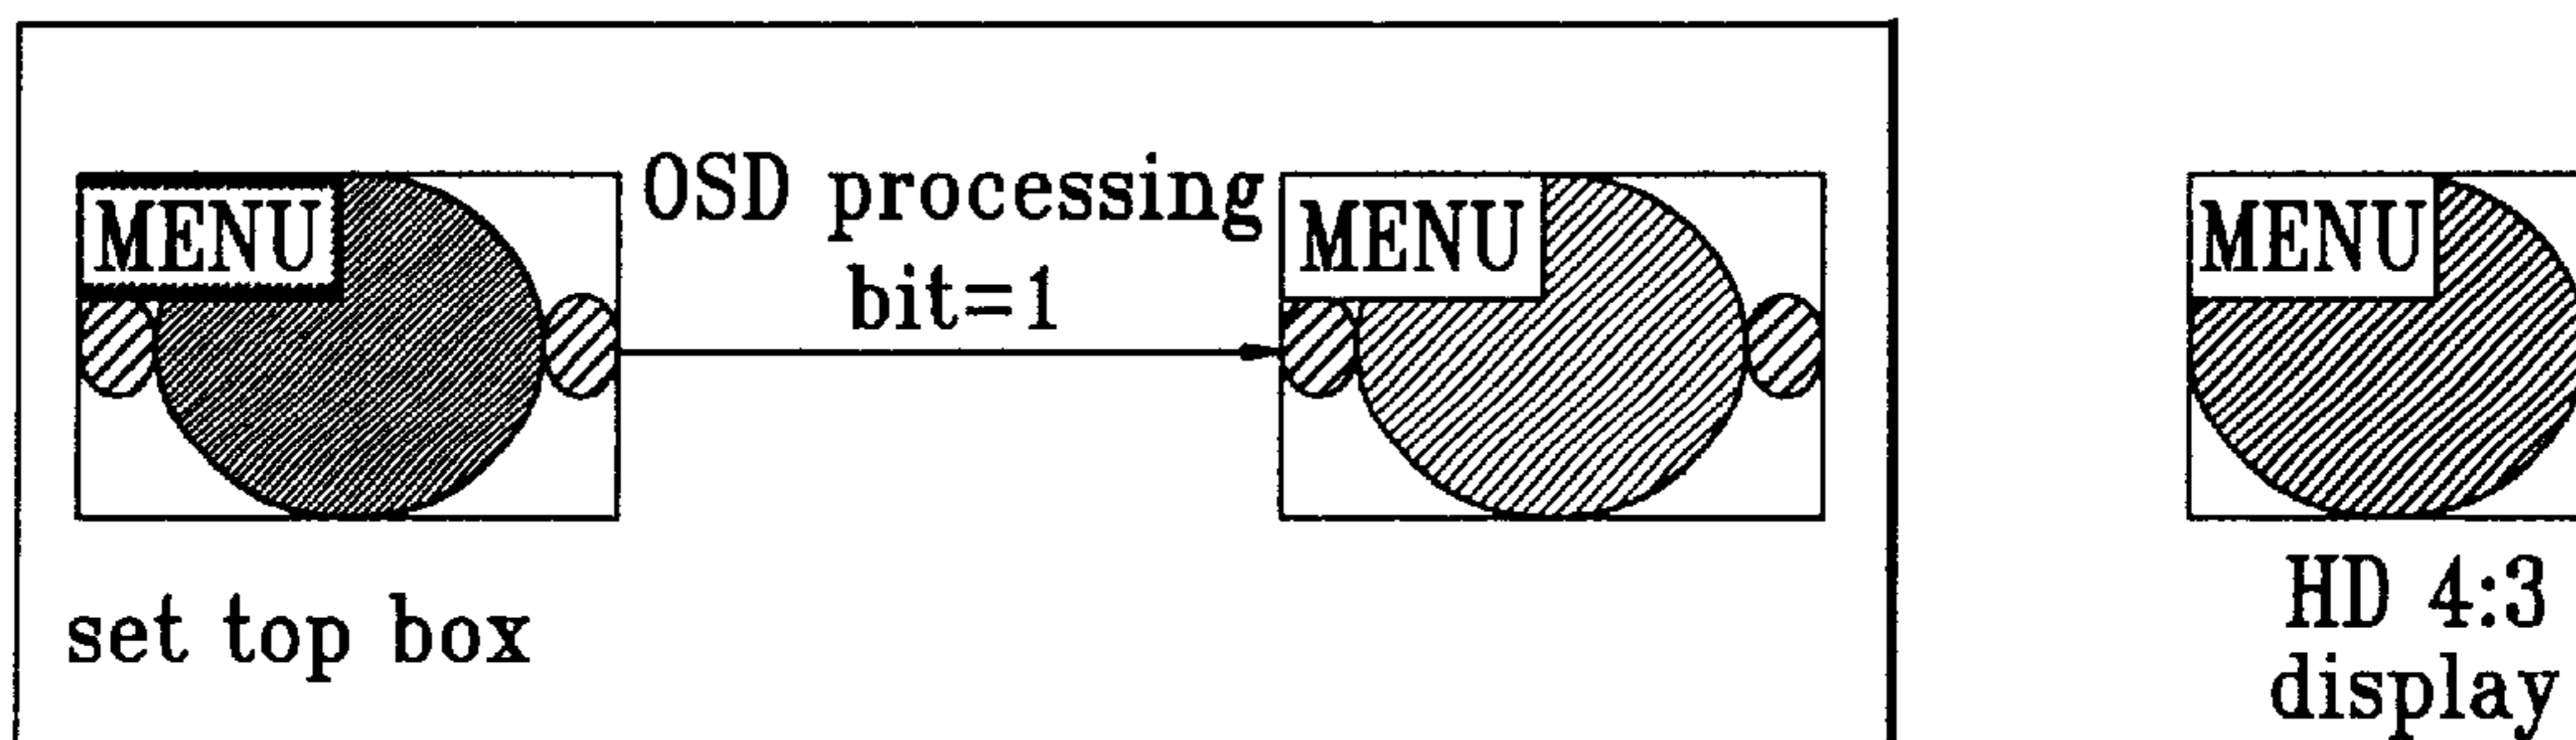 MENU
OSD processing
bit=1
MENU
MENU
set top box
HD 4:3
display